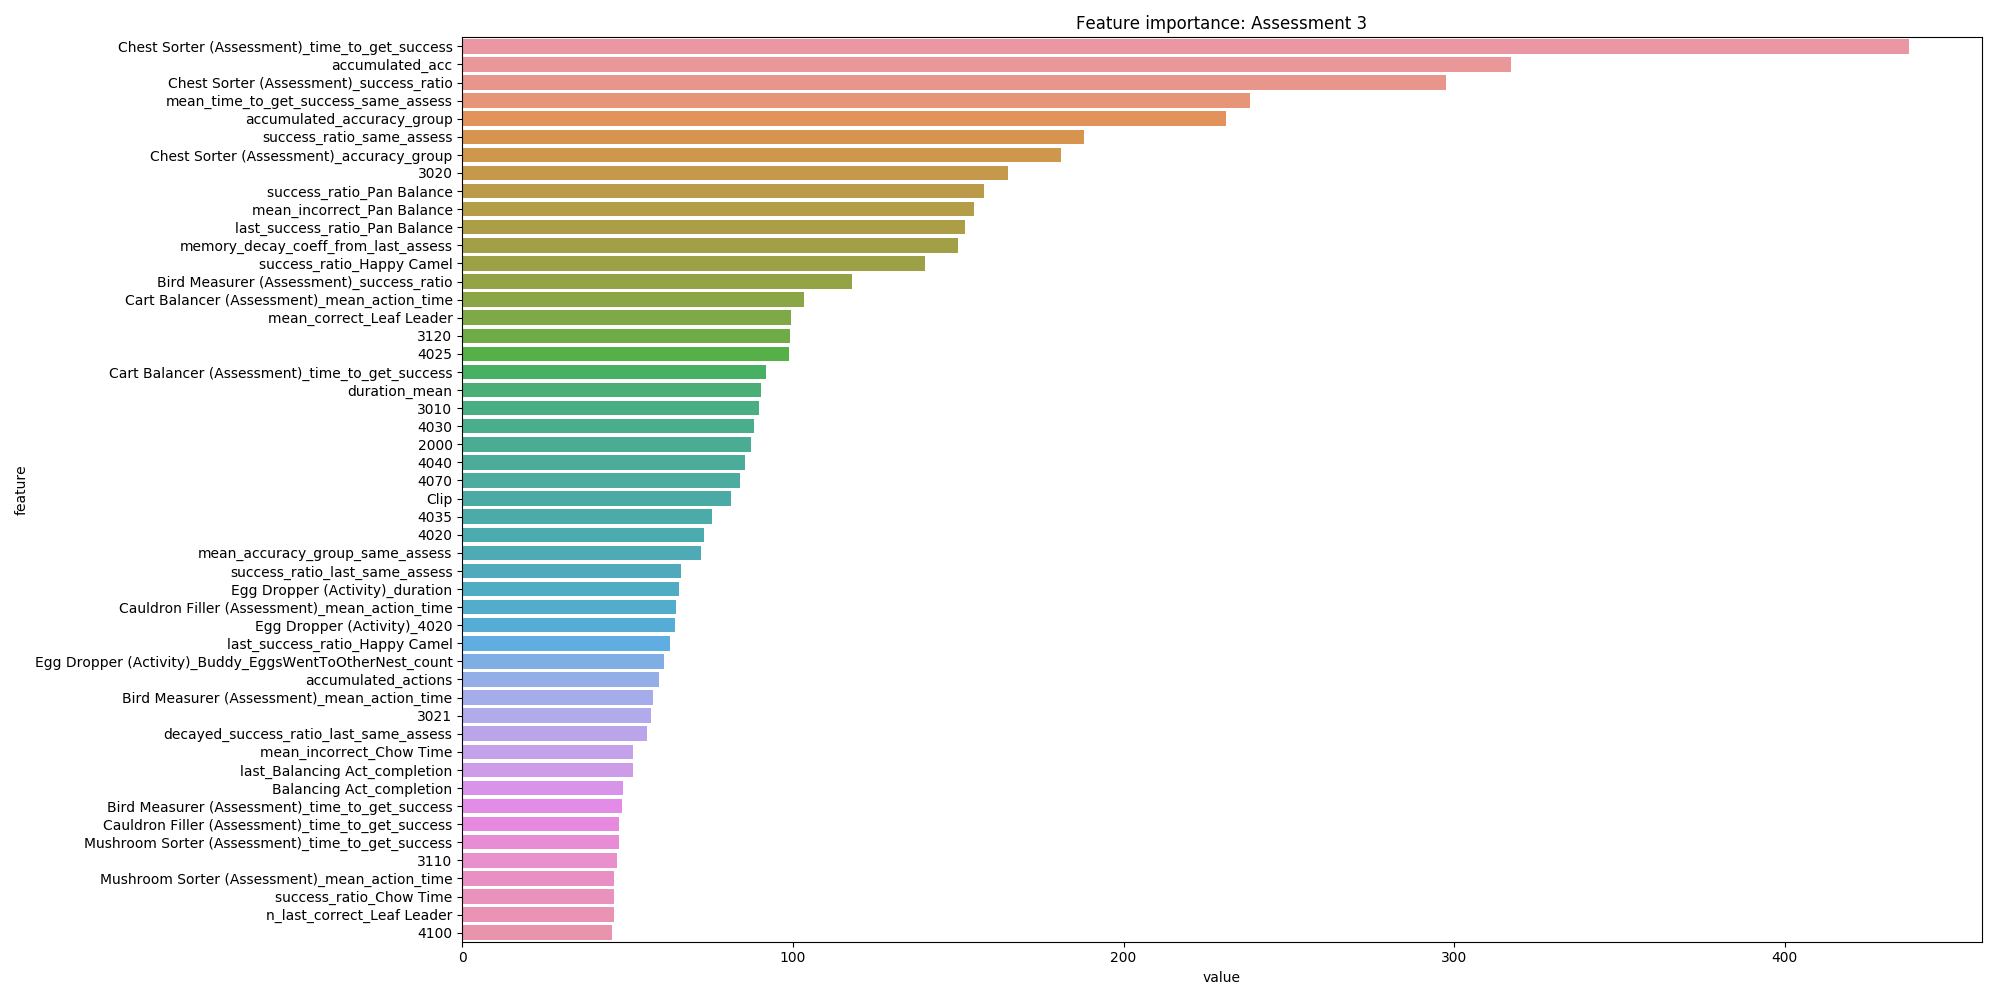 Feature importance: Assessment 3
Chest Sorter (Assessment)_time_to_get_success
accumulated_acc
Chest Sorter (Assessment)_success_ratio
mean_time_to_get_success_same_assess
accumulated_accuracy_group
success_ratio_same_assess
Chest Sorter (Assessment)_accuracy_group
3020
success_ratio_Pan Balance
mean_incorrect_Pan Balance
last_success_ratio_Pan Balance
memory_decay_coeff_from_last_assess
success_ratio_Happy Camel
Bird Measurer (Assessment)_success_ratio
Cart Balancer (Assessment)_mean_action_time
mean_correct_Leaf Leader
3120
4025
Cart Balancer (Assessment)_time_to_get_success
duration_mean
3010
4030
2000
4040
4070
Clip
4035
4020
mean_accuracy_group_same_assess
success_ratio_last_same_assess
Egg Dropper (Activity)_duration
Cauldron Filler (Assessment)_mean_action_time
Egg Dropper (Activity)_4020
last_success_ratio_Happy Camel
Egg Dropper (Activity)_Buddy_EggsWentToOtherNest_count
accumulated_actions
Bird Measurer (Assessment)_mean_action_time
3021
decayed_success_ratio_last_same_assess
mean_incorrect_Chow Time
last_Balancing Act_completion
Balancing Act_completion
Bird Measurer (Assessment)_time_to_get_success
Cauldron Filler (Assessment)_time_to_get_success
Mushroom Sorter (Assessment)_time_to_get_success
3110
Mushroom Sorter (Assessment)_mean_action_time
success_ratio_Chow Time
n_last_correct_Leaf Leader
4100
feature
0 100 200 300 400
value